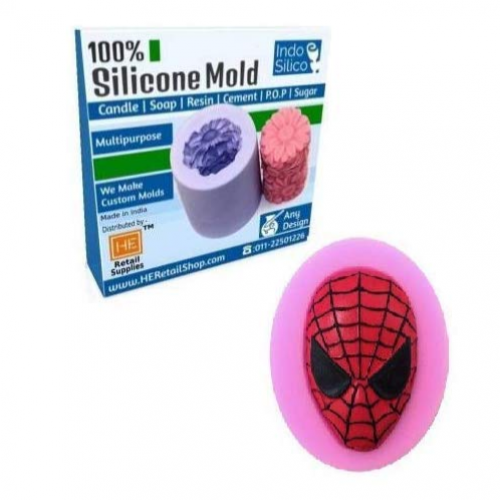 100%
Silicone Mold
Indo
Silico
Candle | Soap | Resin | Cement | P.O.P | Sugar
Multipurpose
We Make
Custom Molds
Made in India
Distributed by -
HE TM
Retail
Supplies
Any
Design
www.HERetailShop.com
:011-22501226